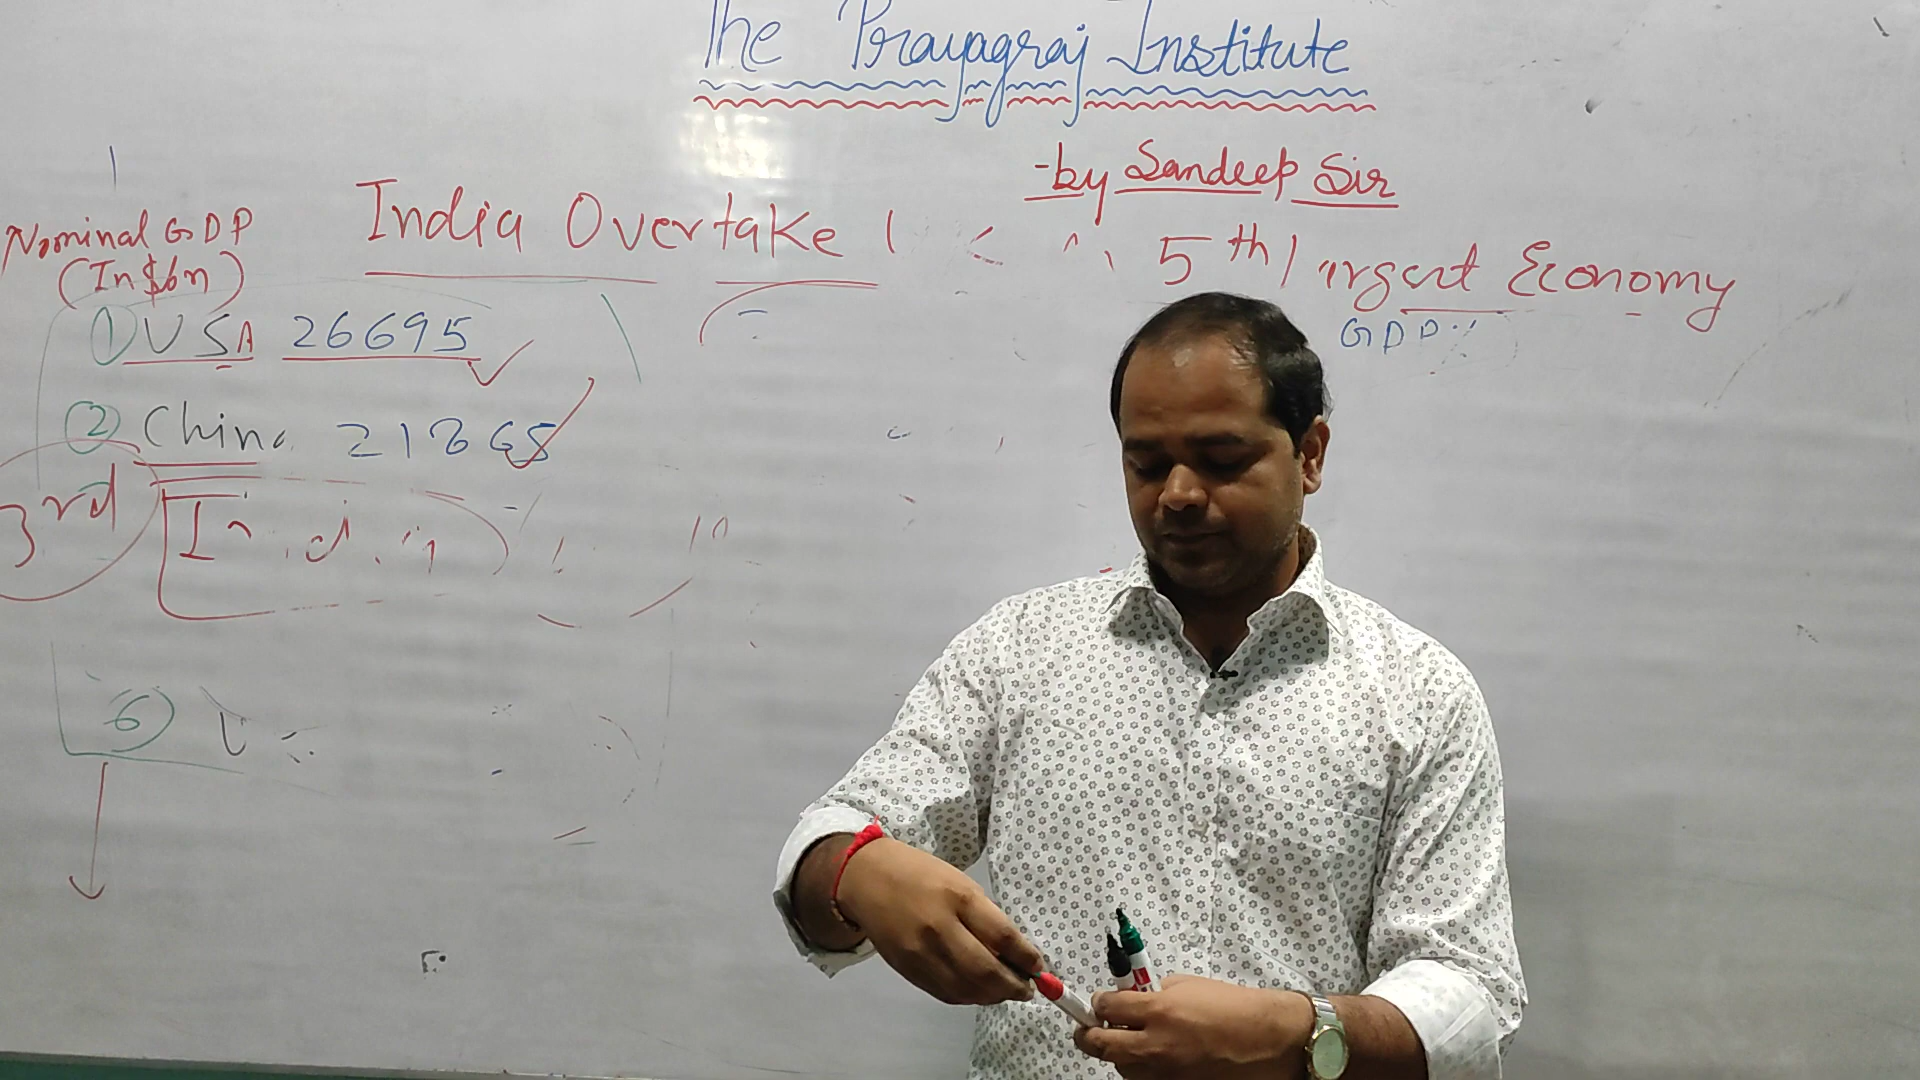 The Prayagraj Institute
-by Sandeep Sir
India Overtake
5th largest Economy
GDP
Nominal GDP
(In $bn)
① USA 26695
② China 21865
3rd India
⑥